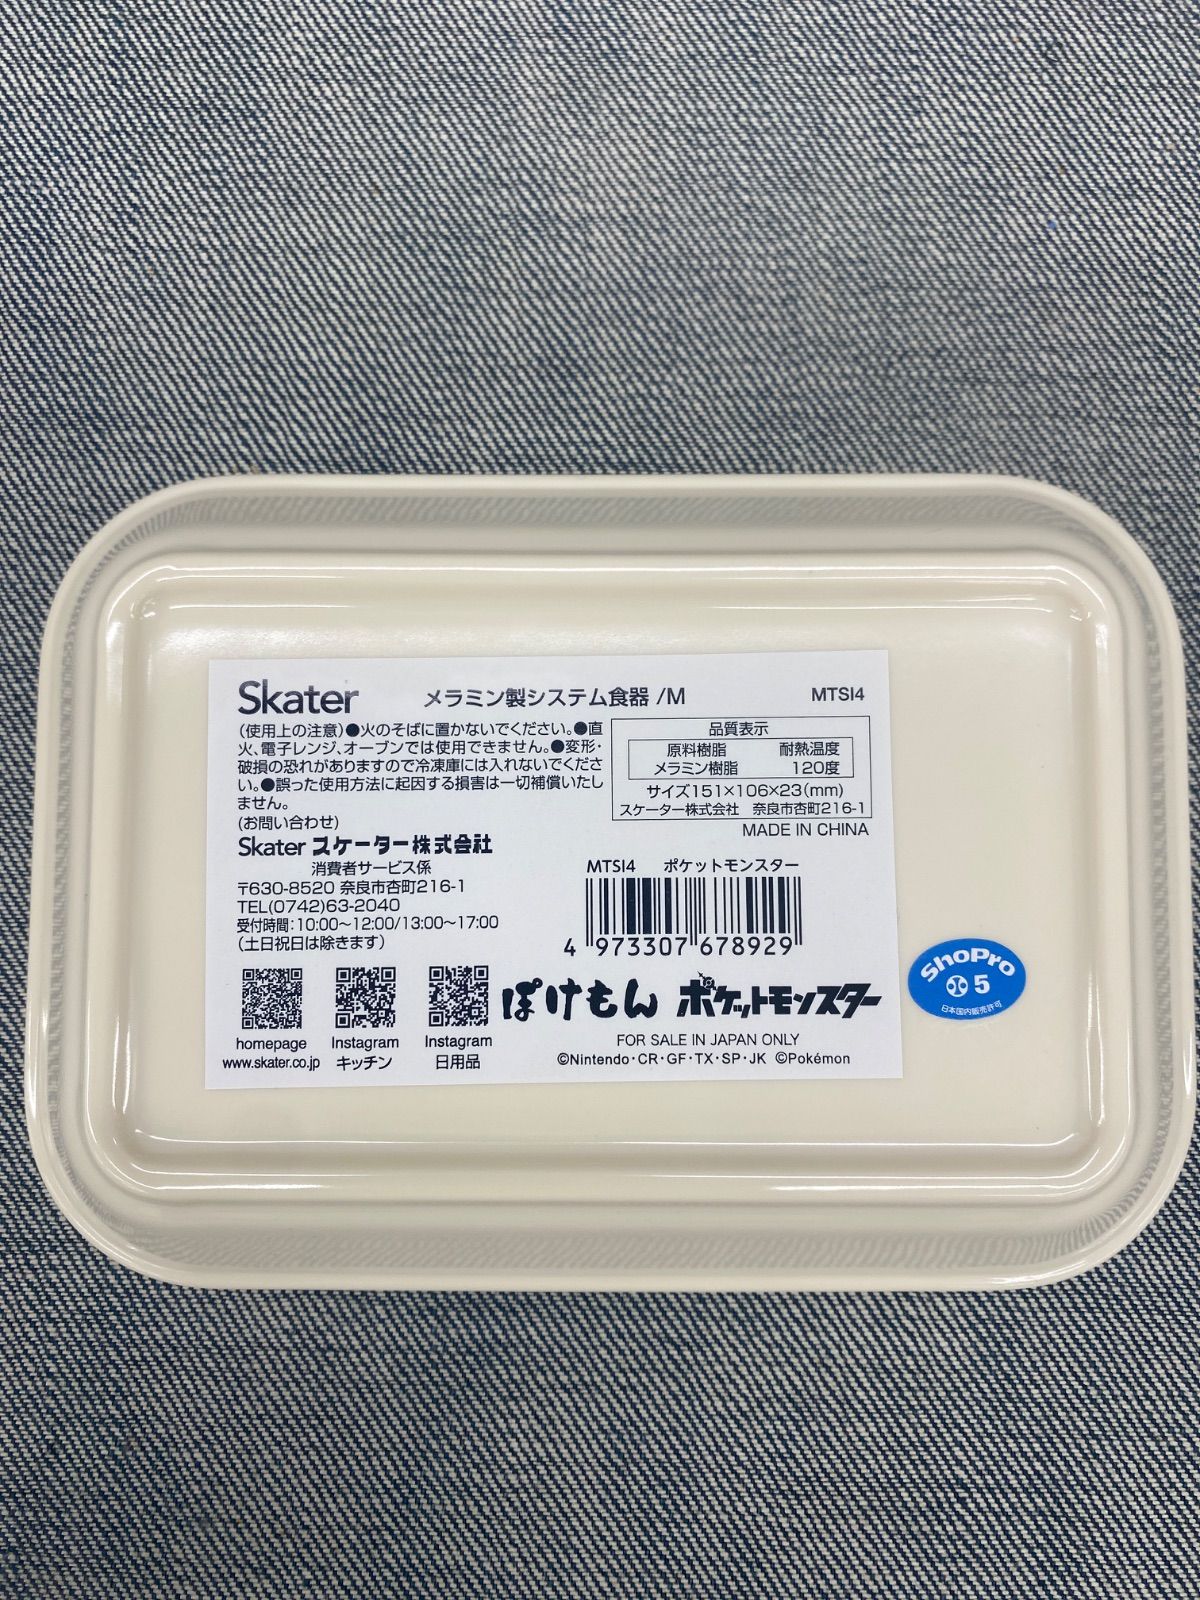 Skater メラミン製システム食器 /M MTSI4
(使用上の注意)●火のそばに置かないでください。●直
火、電子レンジ、オーブンでは使用できません。●変形・
破損の恐れがありますので冷凍庫には入れないでくださ
い。●誤った使用方法に起因する損害は一切補償いたし
ません。
(お問い合わせ)
Skater スケーター株式会社
消費者サービス係
〒630-8520 奈良市杏町216-1
TEL(0742)63-2040
受付時間:10:00〜12:00/13:00〜17:00
(土日祝日は除きます)
品質表示
原料樹脂 耐熱温度
メラミン樹脂 120度
サイズ151×106×23(mm)
スケーター株式会社 奈良市杏町216-1
MADE IN CHINA
MTSI4 ポケットモンスター
4 973307 678929
homepage
www.skater.co.jp
Instagram
キッチン
Instagram
日用品
ぽけもん ポケットモンスター
FOR SALE IN JAPAN ONLY
©Nintendo・CR・GF・TX・SP・JK ©Pokémon
ShoPro
5
日本国内販売許可